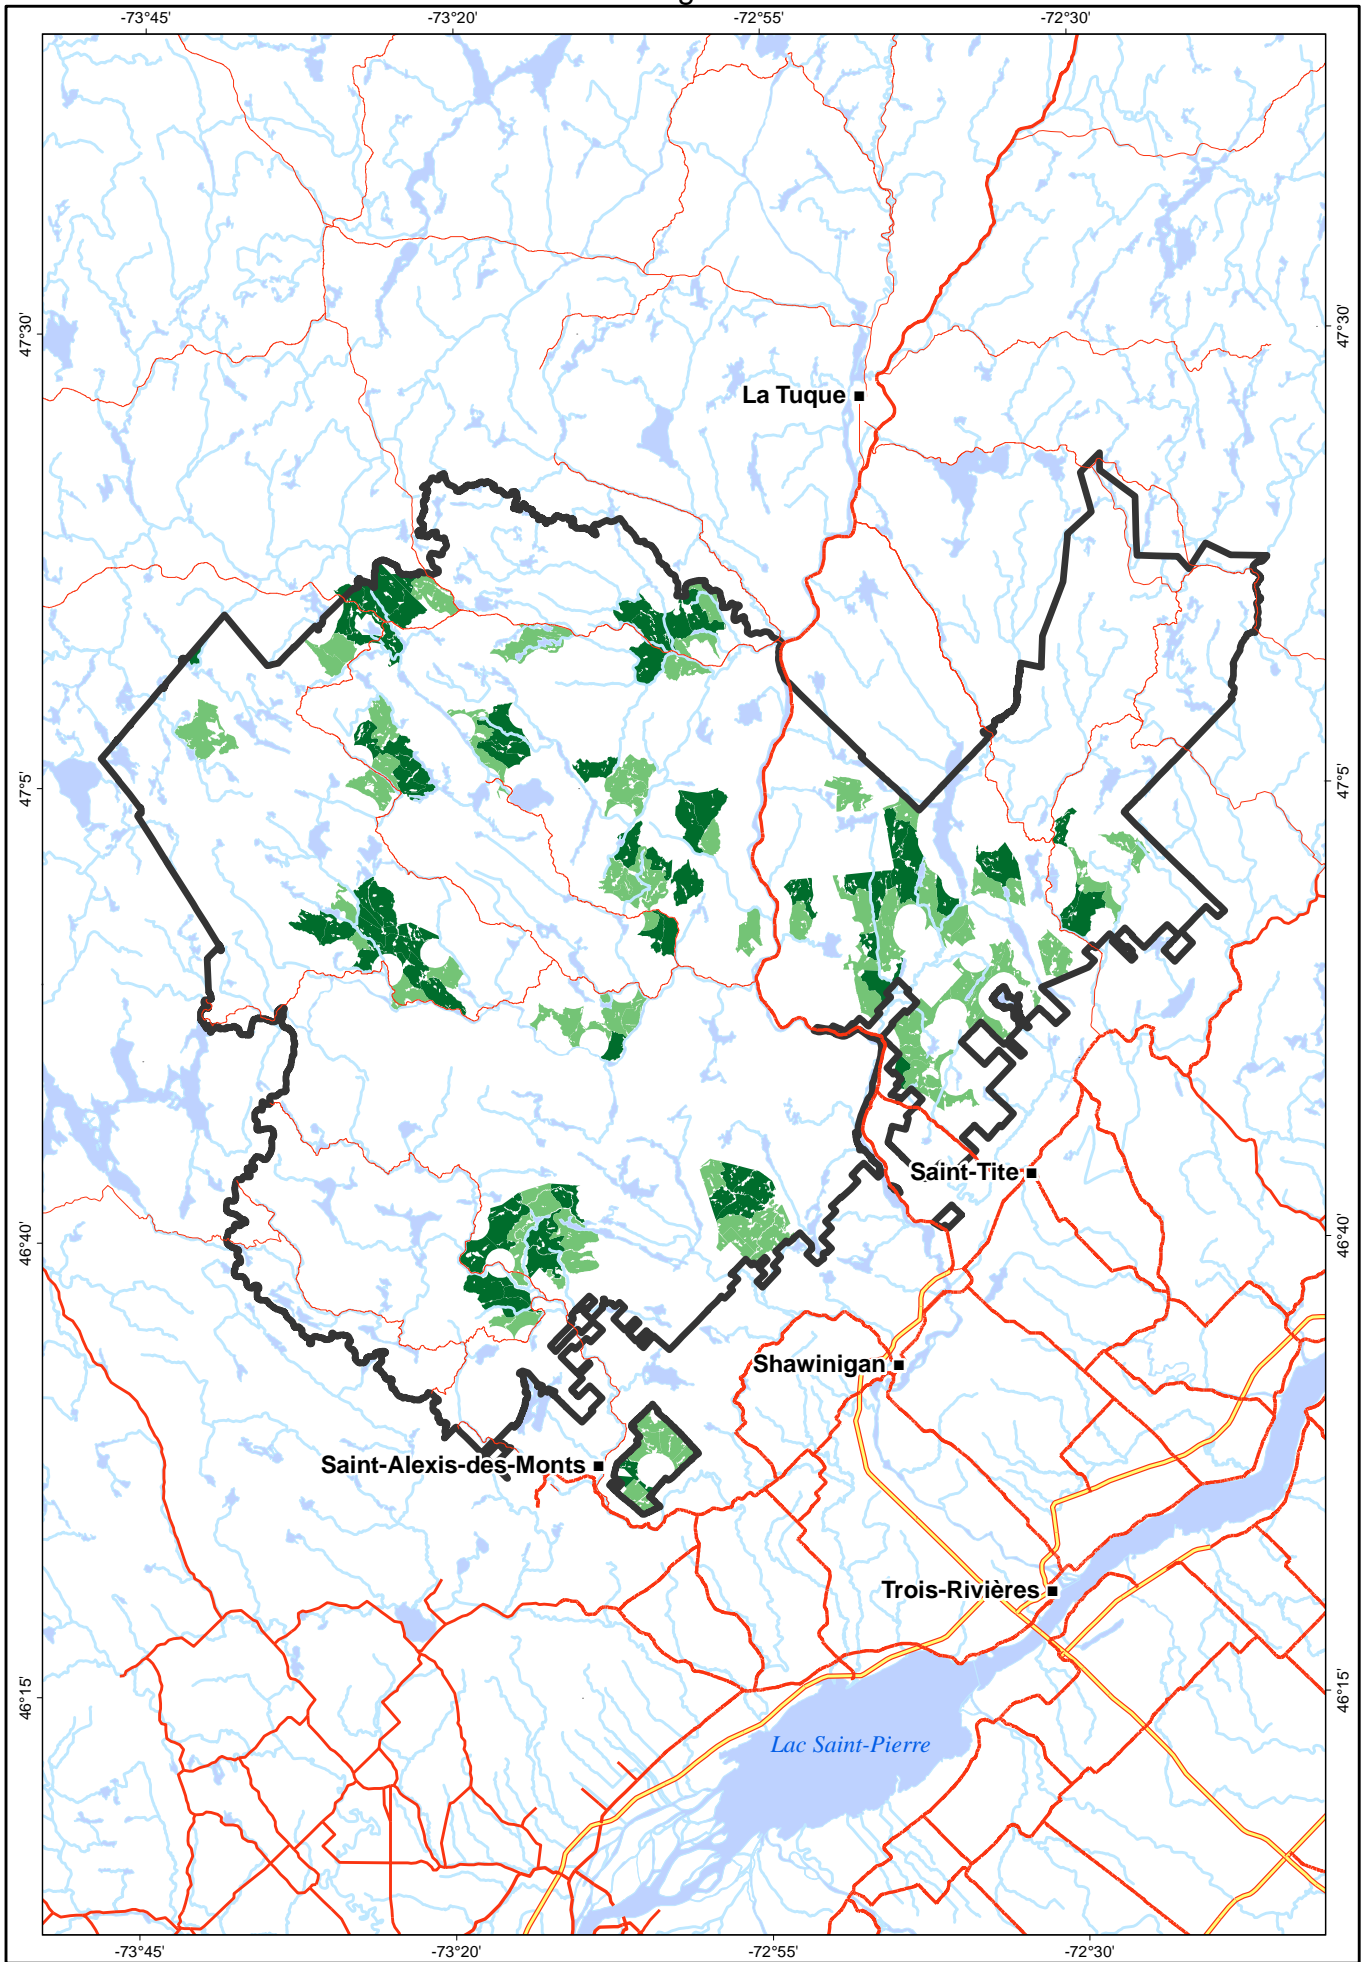 -73°45' -73°20' -72°55' -72°30'
47°30' 47°30'
La Tuque
47°5' 47°5'
Saint-Tite
46°40' 46°40'
Shawinigan
Saint-Alexis-des-Monts
Trois-Rivières
46°15' 46°15'
Lac Saint-Pierre
-73°45' -73°20' -72°55' -72°30'